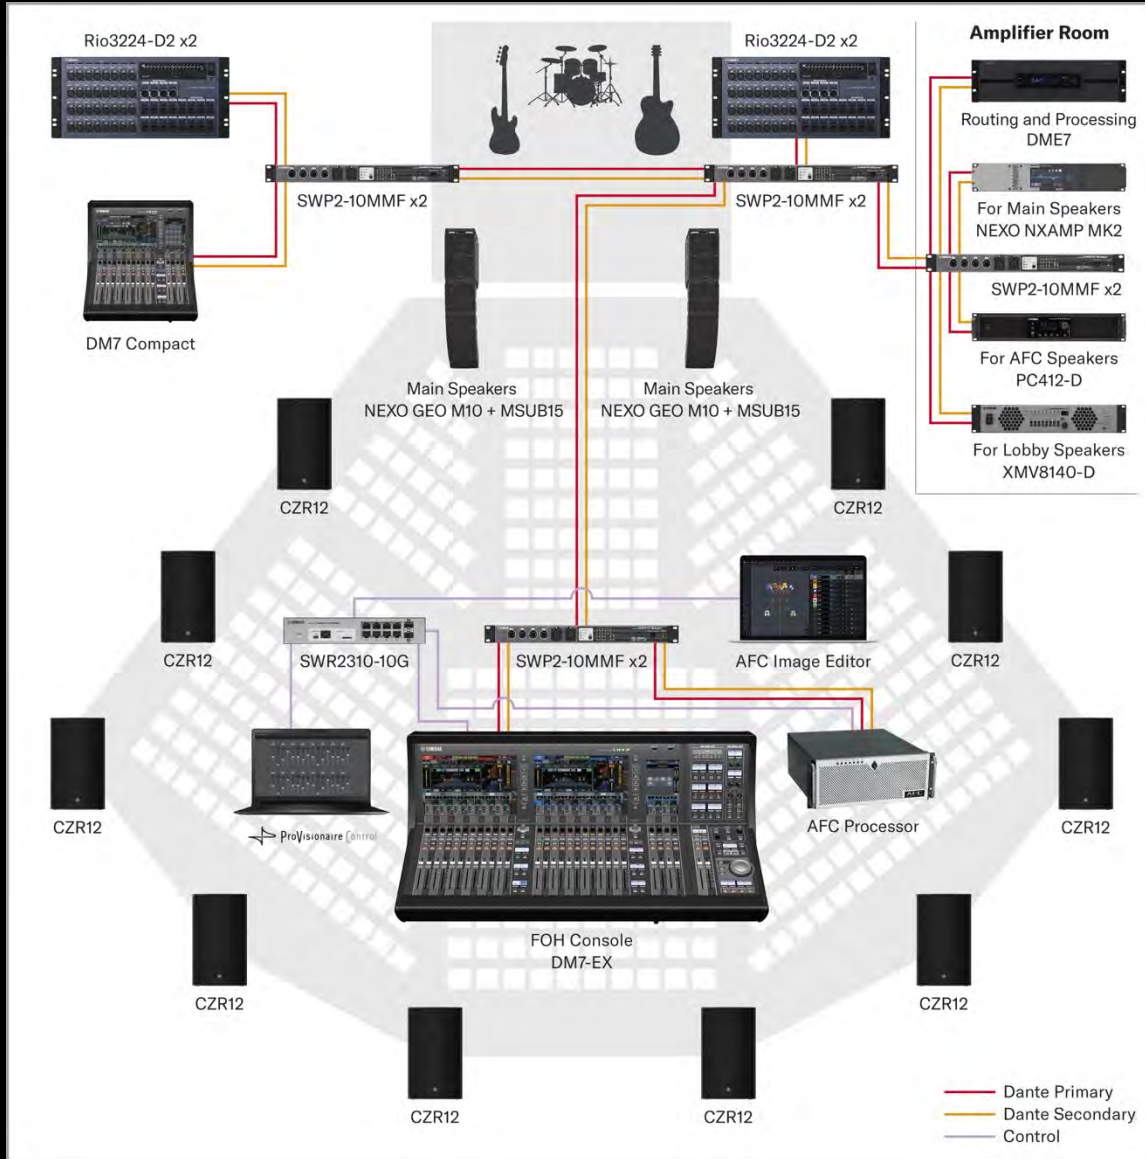 Rio3224-D2 x2
Rio3224-D2 x2
Amplifier Room
Routing and Processing
DME7
SWP2-10MMF x2
SWP2-10MMF x2
For Main Speakers
NEXO NXAMP MK2
SWP2-10MMF x2
DM7 Compact
For AFC Speakers
PC412-D
Main Speakers
NEXO GEO M10 + MSUB15
Main Speakers
NEXO GEO M10 + MSUB15
For Lobby Speakers
XMV8140-D
CZR12
CZR12
CZR12
SWR2310-10G
SWP2-10MMF x2
AFC Image Editor
CZR12
YAMAHA
AFC
CZR12
ProVisionaire Control
AFC Processor
CZR12
FOH Console
DM7-EX
CZR12
CZR12
CZR12
CZR12
Dante Primary
Dante Secondary
Control